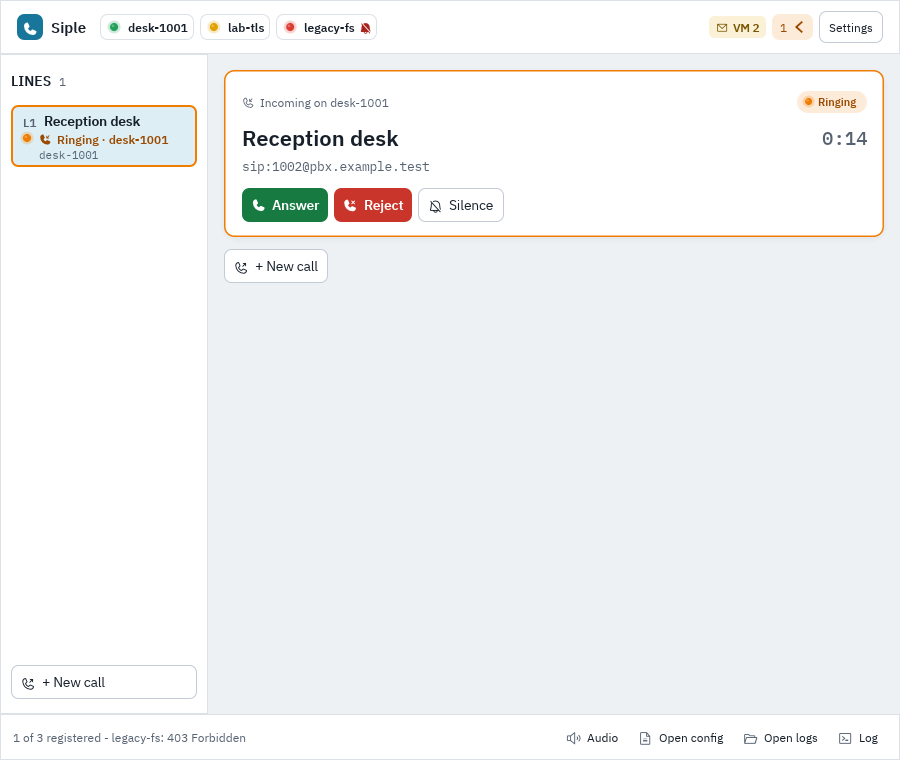 Siple
desk-1001
lab-tls
legacy-fs
VM 2
1
Settings
LINES 1
L1 Reception desk
Ringing · desk-1001
desk-1001
Incoming on desk-1001
Ringing
Reception desk
0:14
sip:1002@pbx.example.test
Answer
Reject
Silence
+ New call
+ New call
1 of 3 registered - legacy-fs: 403 Forbidden
Audio
Open config
Open logs
Log